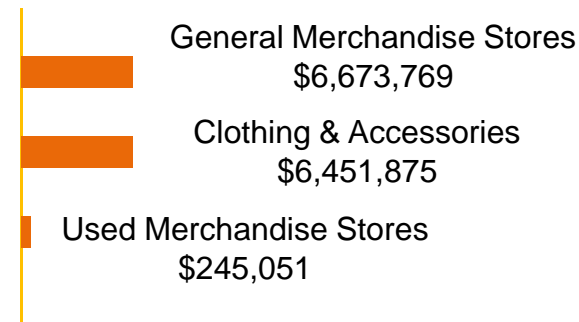 General Merchandise Stores
$6,673,769
Clothing & Accessories
$6,451,875
Used Merchandise Stores
$245,051